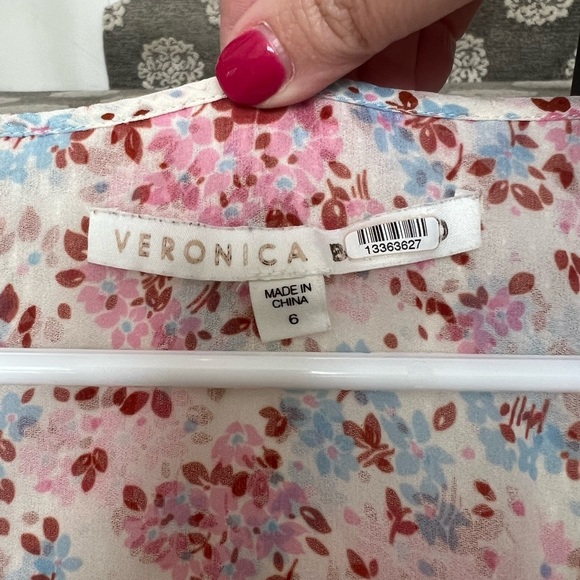 VERONICA B
13363627
MADE IN
CHINA
6